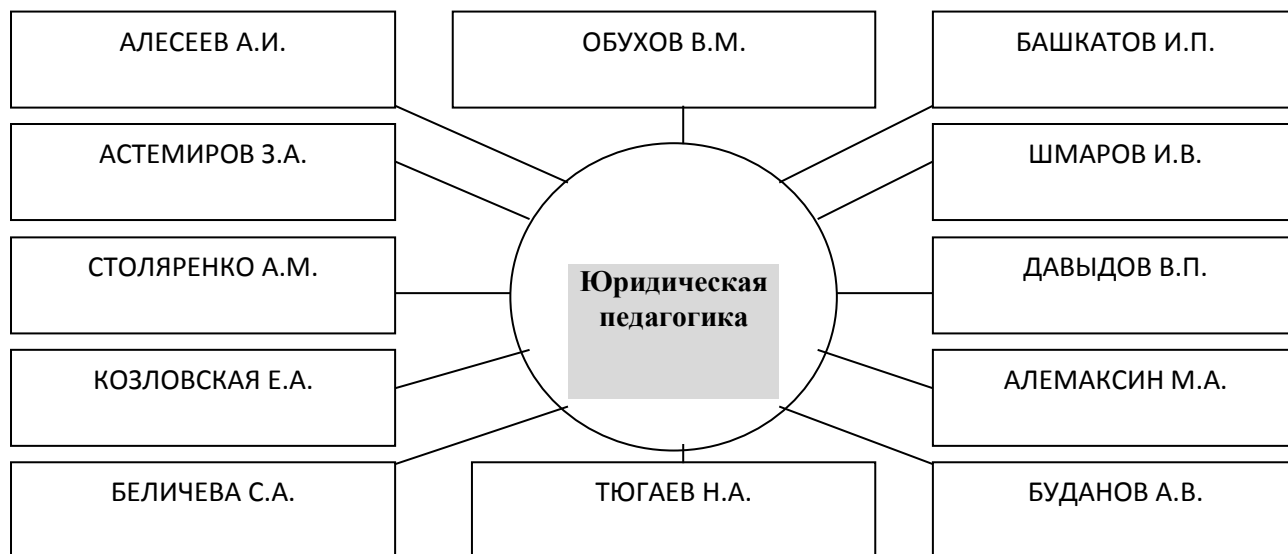 АЛЕСЕЕВ А.И.
ОБУХОВ В.М.
БАШКАТОВ И.П.
АСТЕМИРОВ З.А.
ШМАРОВ И.В.
СТОЛЯРЕНКО А.М.
ДАВЫДОВ В.П.
Юридическая
педагогика
КОЗЛОВСКАЯ Е.А.
АЛЕМАКСИН М.А.
БЕЛИЧЕВА С.А.
ТЮГАЕВ Н.А.
БУДАНОВ А.В.